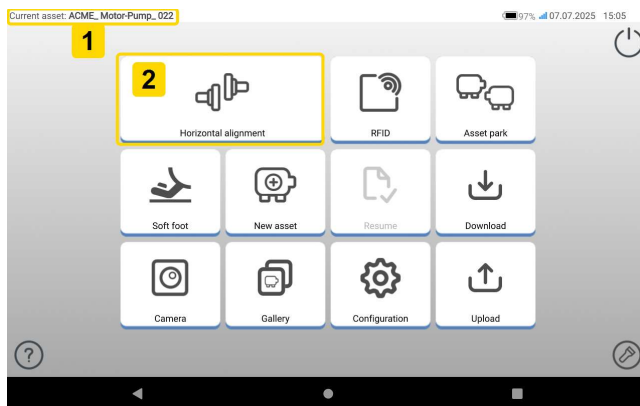 Current asset: ACME_ Motor-Pump_ 022
97% 07.07.2025 15:05
1
2
Horizontal alignment
RFID
Asset park
Soft foot
New asset
Resume
Download
Camera
Gallery
Configuration
Upload
?